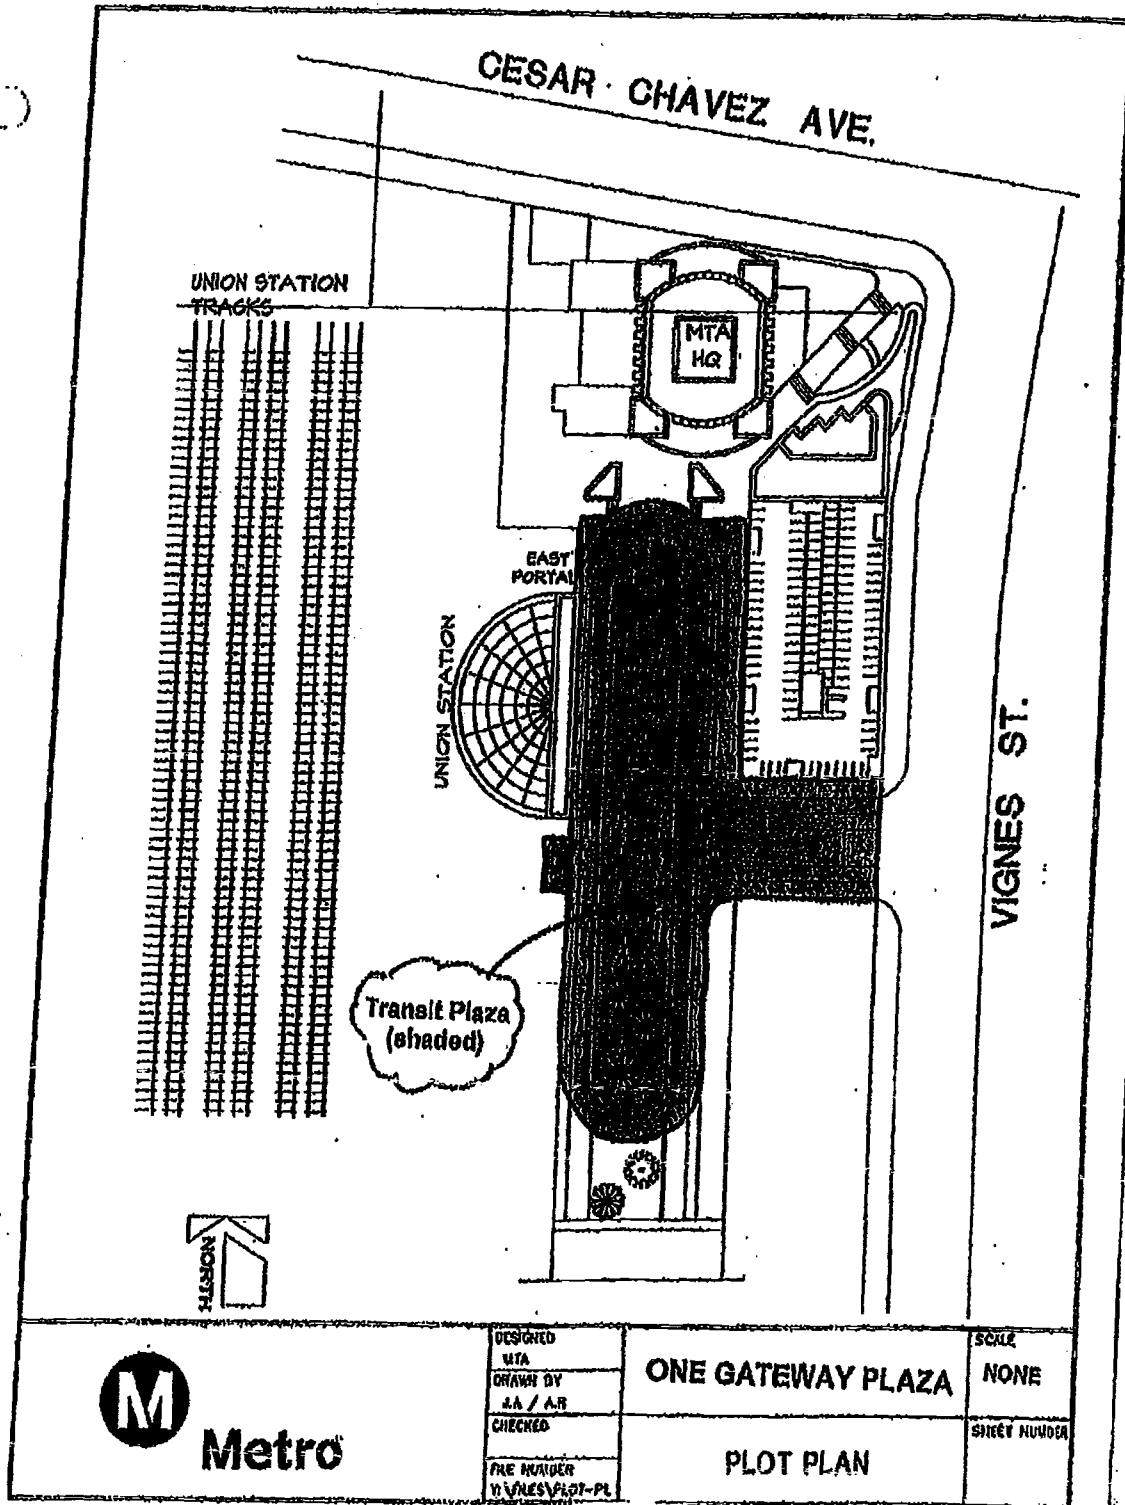 CESAR CHAVEZ AVE.
UNION STATION
TRACKS
MTA
HQ
EAST
PORTAL
UNION STATION
VIGNES ST.
Transit Plaza
(shaded)
NORTH
M
Metro
DESIGNED
MTA
DRAWN BY
J.A / A.R
CHECKED
FILE NUMBER
ONE GATEWAY PLAZA
PLOT PLAN
SCALE
NONE
SHEET NUMBER